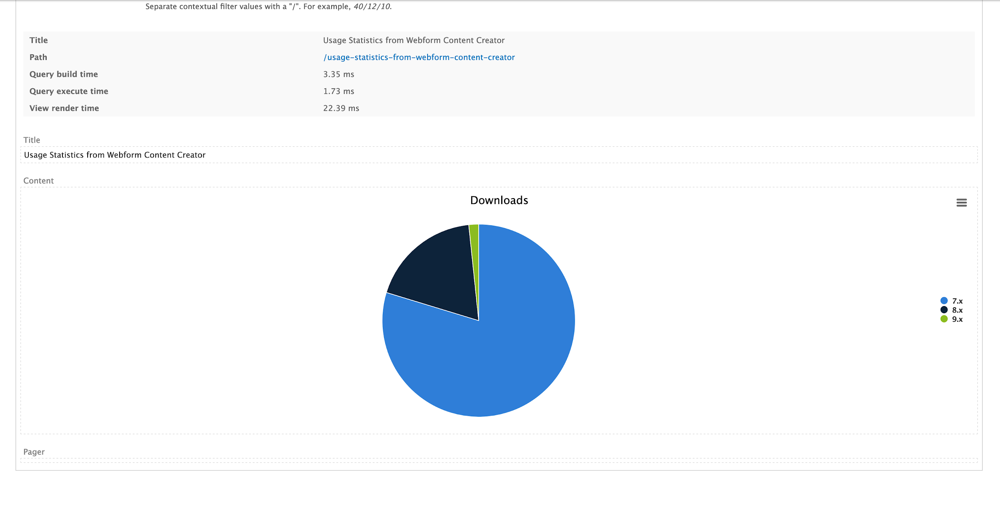 Separate contextual filter values with a "/". For example, 40/12/10.
Title Usage Statistics from Webform Content Creator
Path /usage-statistics-from-webform-content-creator
Query build time 3.35 ms
Query execute time 1.73 ms
View render time 22.39 ms
Title
Usage Statistics from Webform Content Creator
Content
Downloads
7.x
8.x
9.x
Pager